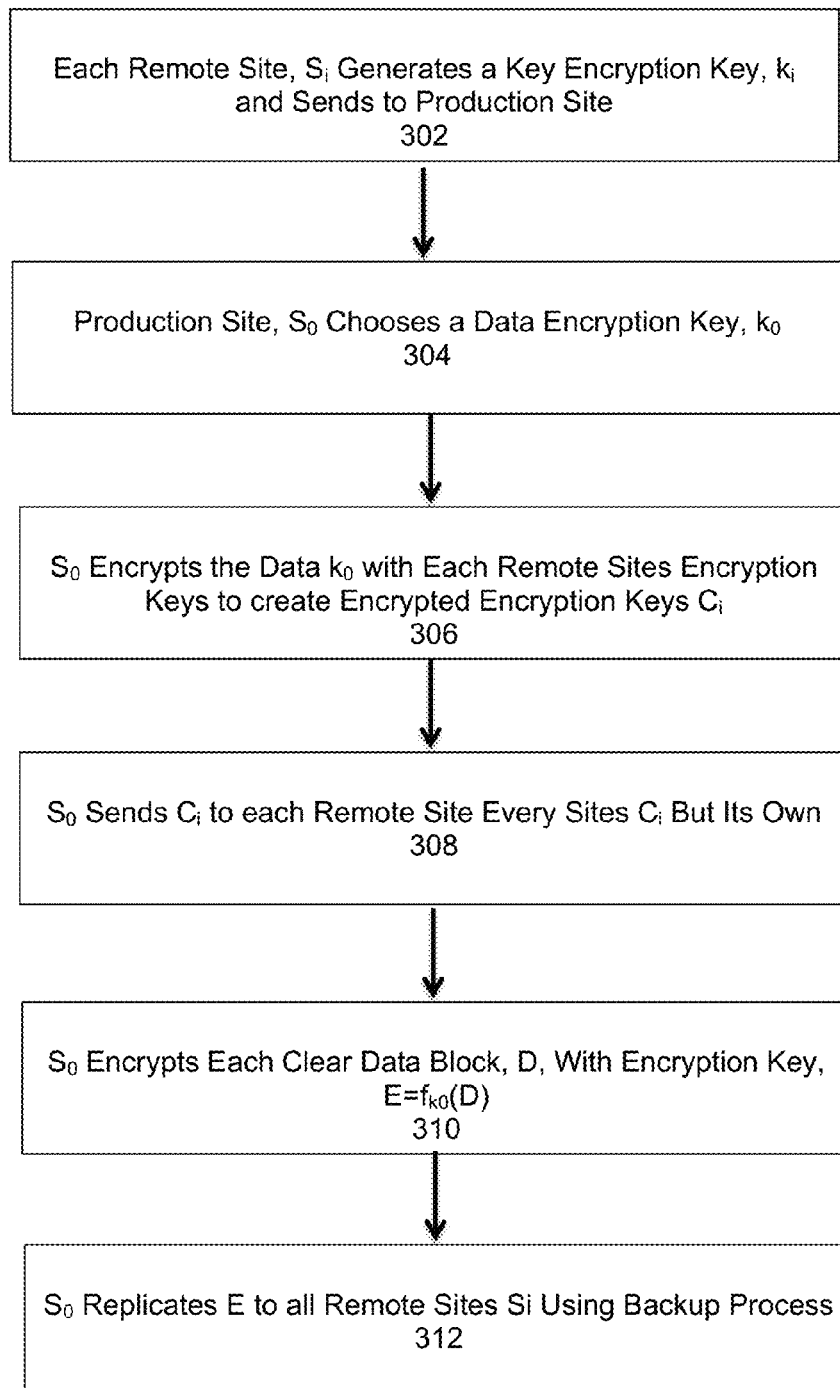 Each Remote Site, Sᵢ Generates a Key Encryption Key, kᵢ
and Sends to Production Site
302
Production Site, S₀ Chooses a Data Encryption Key, k₀
304
S₀ Encrypts the Data k₀ with Each Remote Sites Encryption
Keys to create Encrypted Encryption Keys Cᵢ
306
S₀ Sends Cᵢ to each Remote Site Every Sites Cᵢ But Its Own
308
S₀ Encrypts Each Clear Data Block, D, With Encryption Key,
E=fₖ₀(D)
310
S₀ Replicates E to all Remote Sites Si Using Backup Process
312